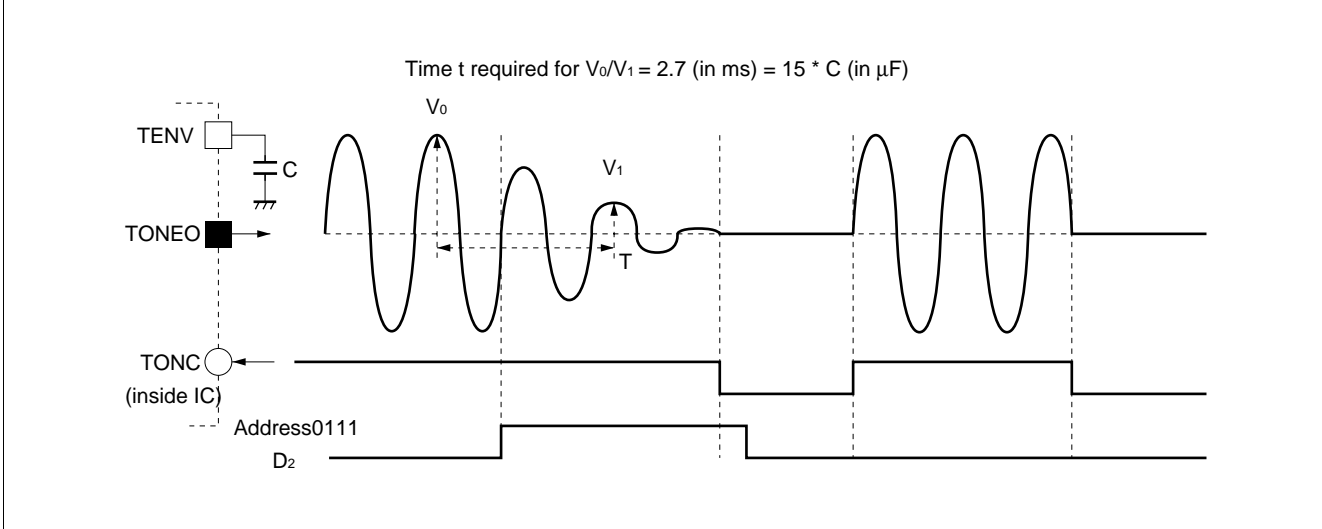 Time t required for V0/V1 = 2.7 (in ms) = 15 * C (in μF)
V0
TENV
C
V1
TONEO
T
TONC
(inside IC)
Address0111
D2